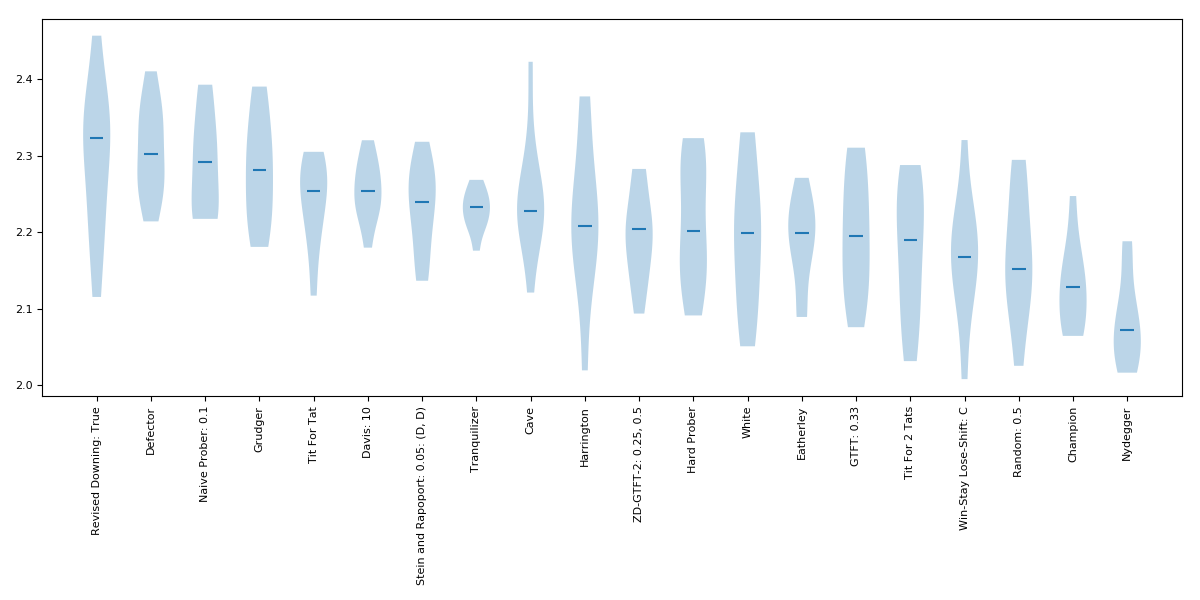 2.4
2.3
2.2
2.1
2.0
Revised Downing: True
Defector
Naive Prober: 0.1
Grudger
Tit For Tat
Davis: 10
Stein and Rapoport: 0.05: (D, D)
Tranquilizer
Cave
Harrington
ZD-GTFT-2: 0.25, 0.5
Hard Prober
White
Eatherley
GTFT: 0.33
Tit For 2 Tats
Win-Stay Lose-Shift: C
Random: 0.5
Champion
Nydegger